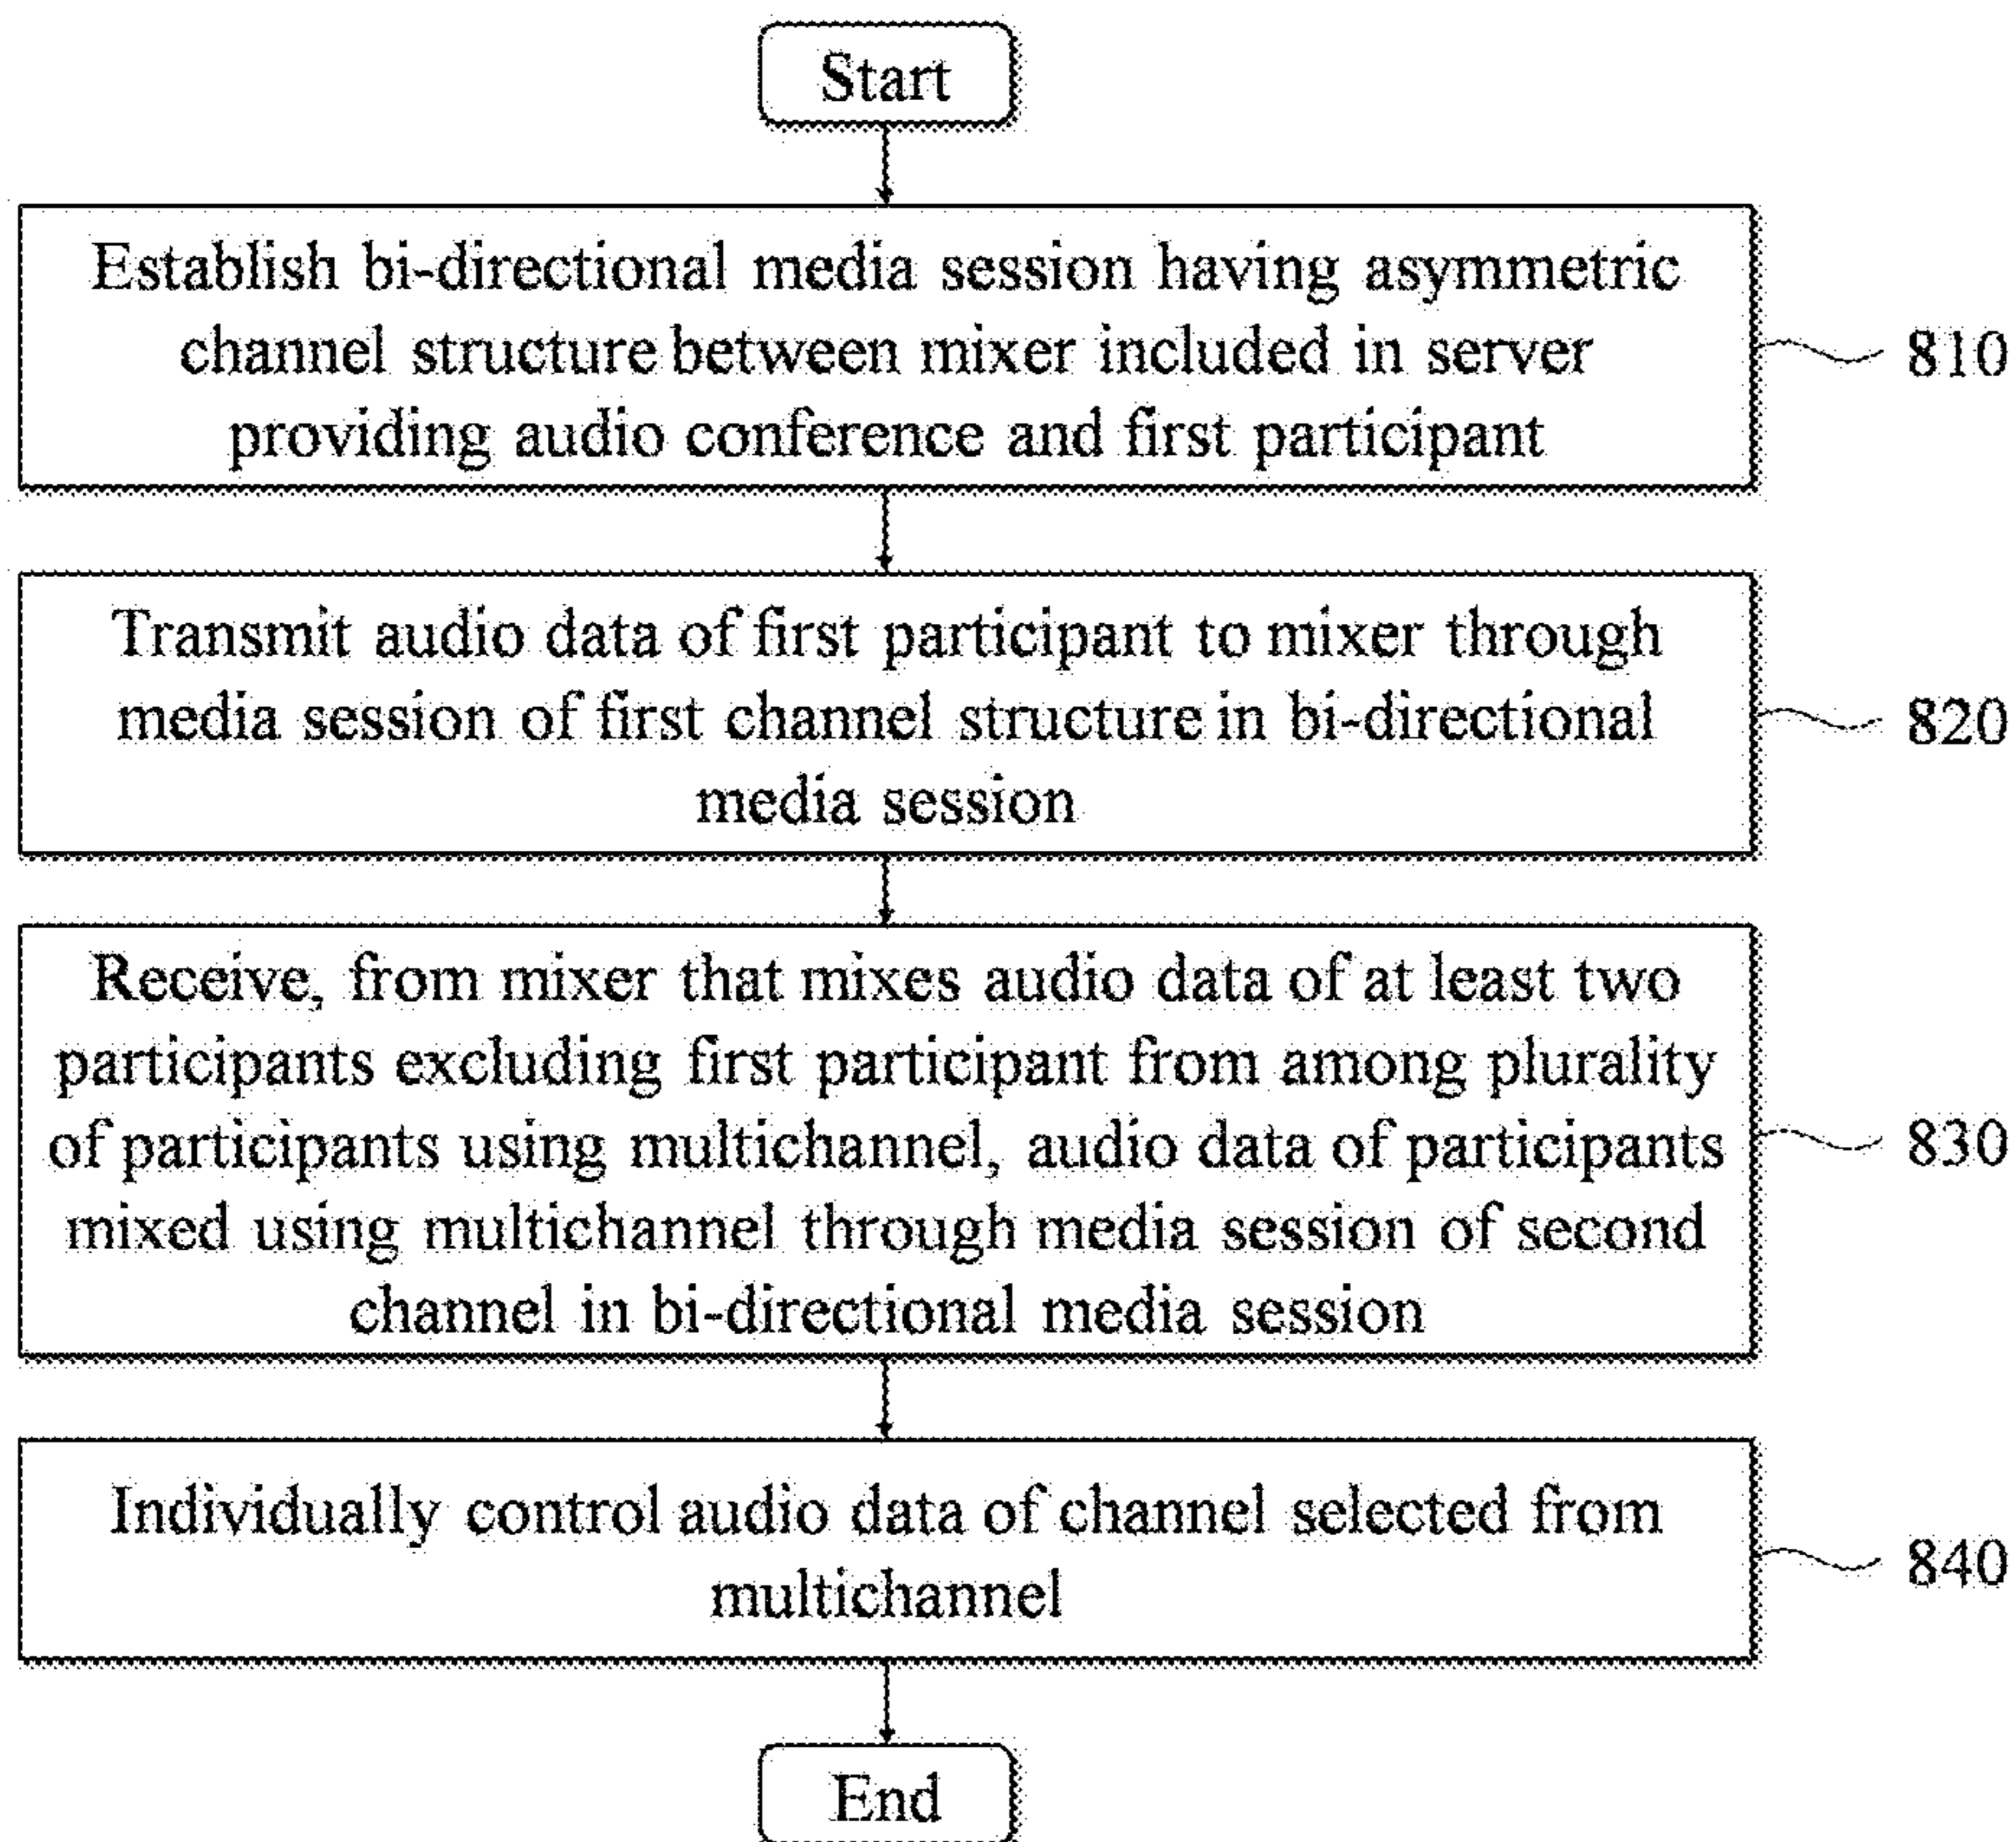 Start
Establish bi-directional media session having asymmetric
channel structure between mixer included in server
providing audio conference and first participant
810
Transmit audio data of first participant to mixer through
media session of first channel structure in bi-directional
media session
820
Receive, from mixer that mixes audio data of at least two
participants excluding first participant from among plurality
of participants using multichannel, audio data of participants
mixed using multichannel through media session of second
channel in bi-directional media session
830
Individually control audio data of channel selected from
multichannel
840
End